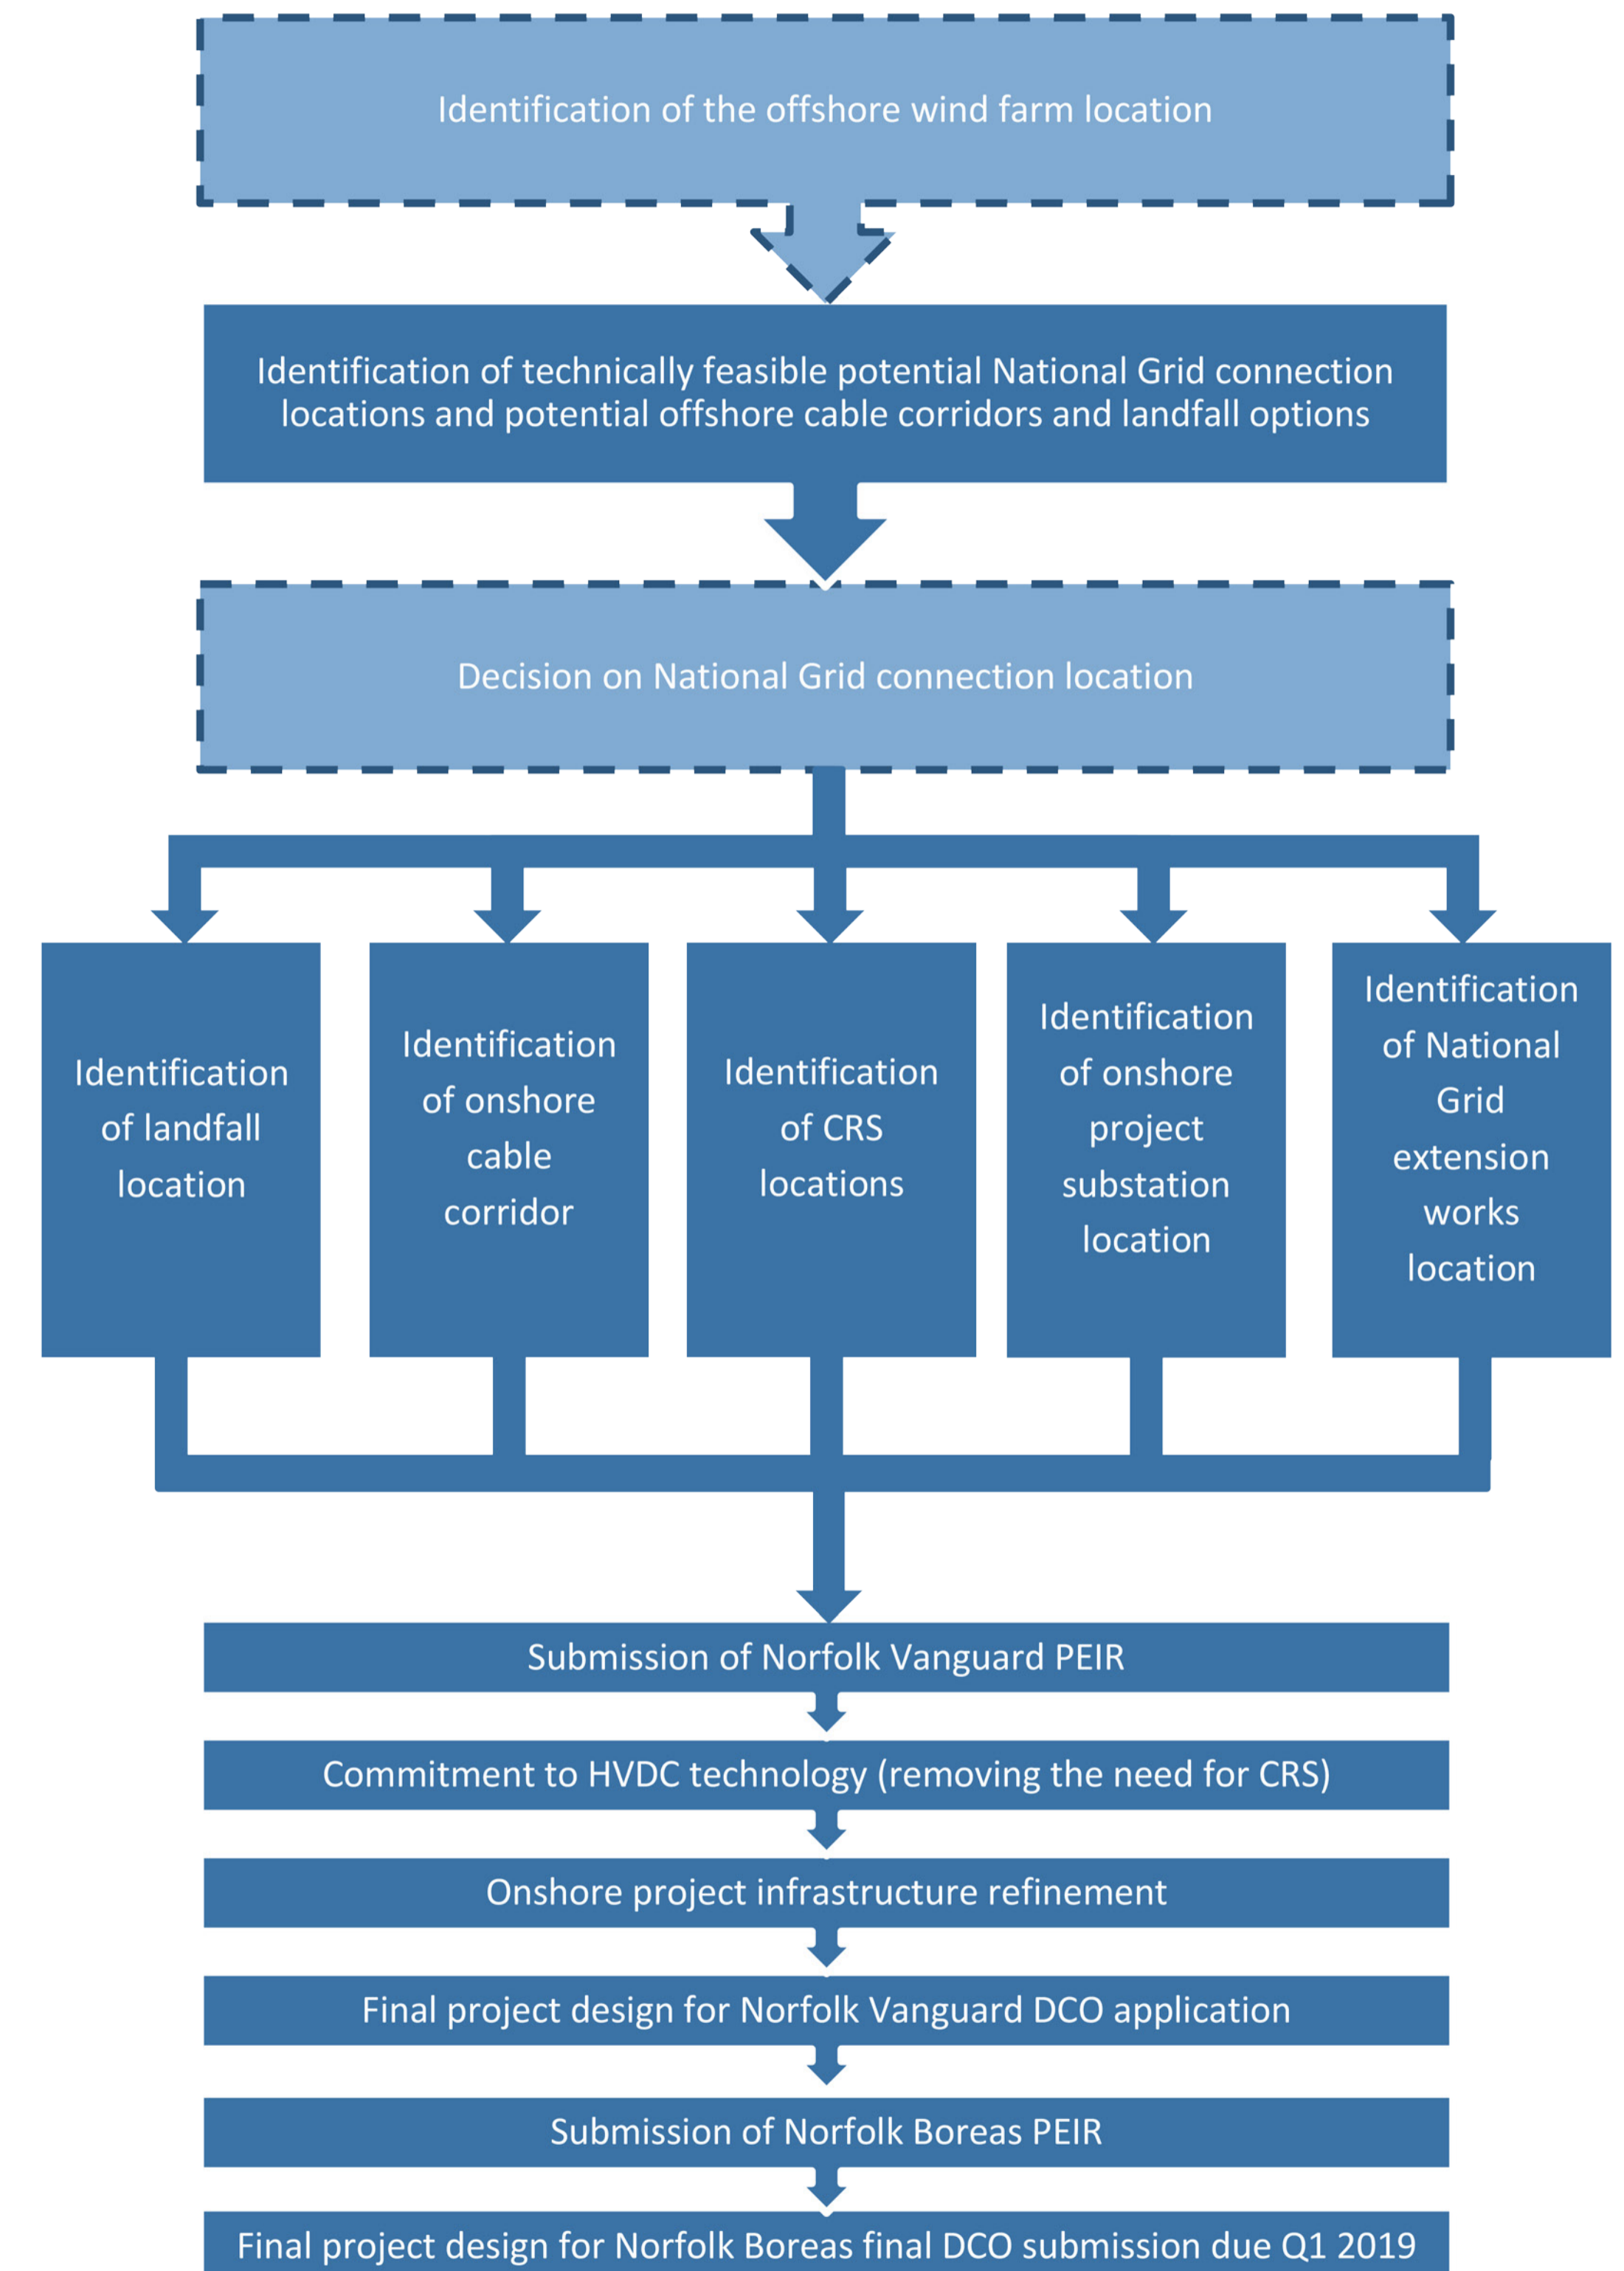 Identification of the offshore wind farm location
Identification of technically feasible potential National Grid connection
locations and potential offshore cable corridors and landfall options
Decision on National Grid connection location
Identification
of landfall
location
Identification
of onshore
cable
corridor
Identification
of CRS
locations
Identification
of onshore
project
substation
location
Identification
of National
Grid
extension
works
location
Submission of Norfolk Vanguard PEIR
Commitment to HVDC technology (removing the need for CRS)
Onshore project infrastructure refinement
Final project design for Norfolk Vanguard DCO application
Submission of Norfolk Boreas PEIR
Final project design for Norfolk Boreas final DCO submission due Q1 2019